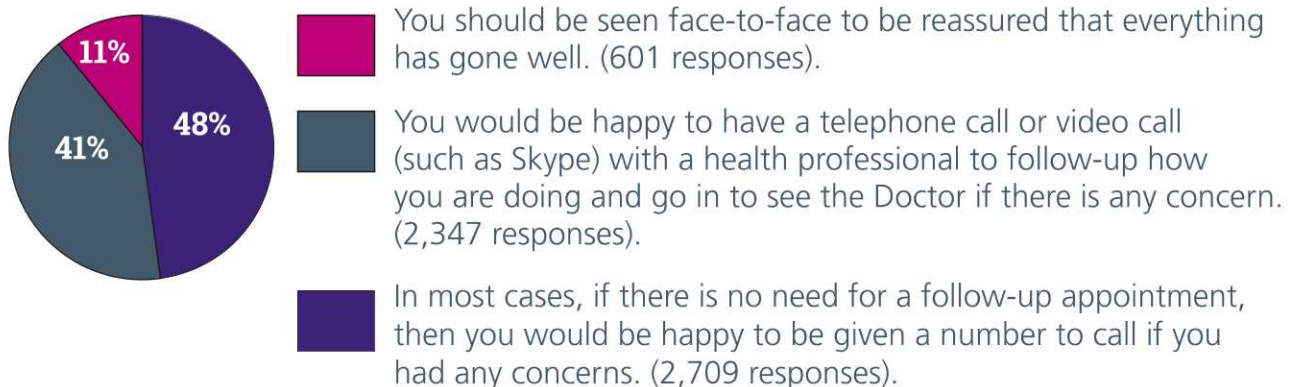 11%
48%
41%
You should be seen face-to-face to be reassured that everything
has gone well. (601 responses).
You would be happy to have a telephone call or video call
(such as Skype) with a health professional to follow-up how
you are doing and go in to see the Doctor if there is any concern.
(2,347 responses).
In most cases, if there is no need for a follow-up appointment,
then you would be happy to be given a number to call if you
had any concerns. (2,709 responses).